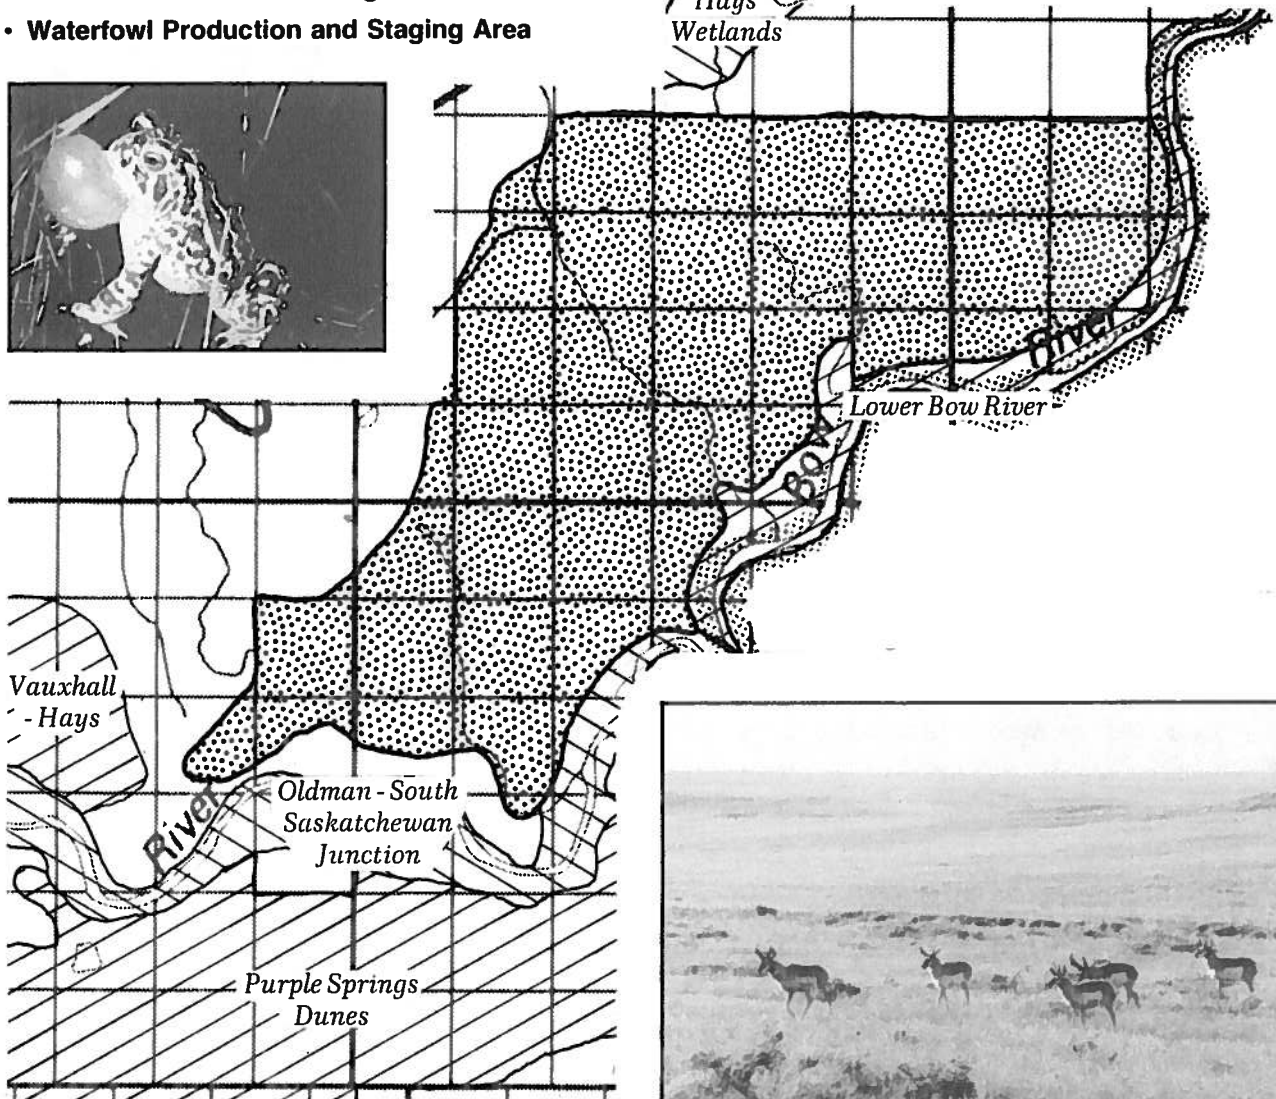 • Waterfowl Production and Staging Area
Hays
Wetlands
River
Lower Bow River
Bow
Vauxhall
- Hays
River
Oldman - South
Saskatchewan
Junction
Purple Springs
Dunes